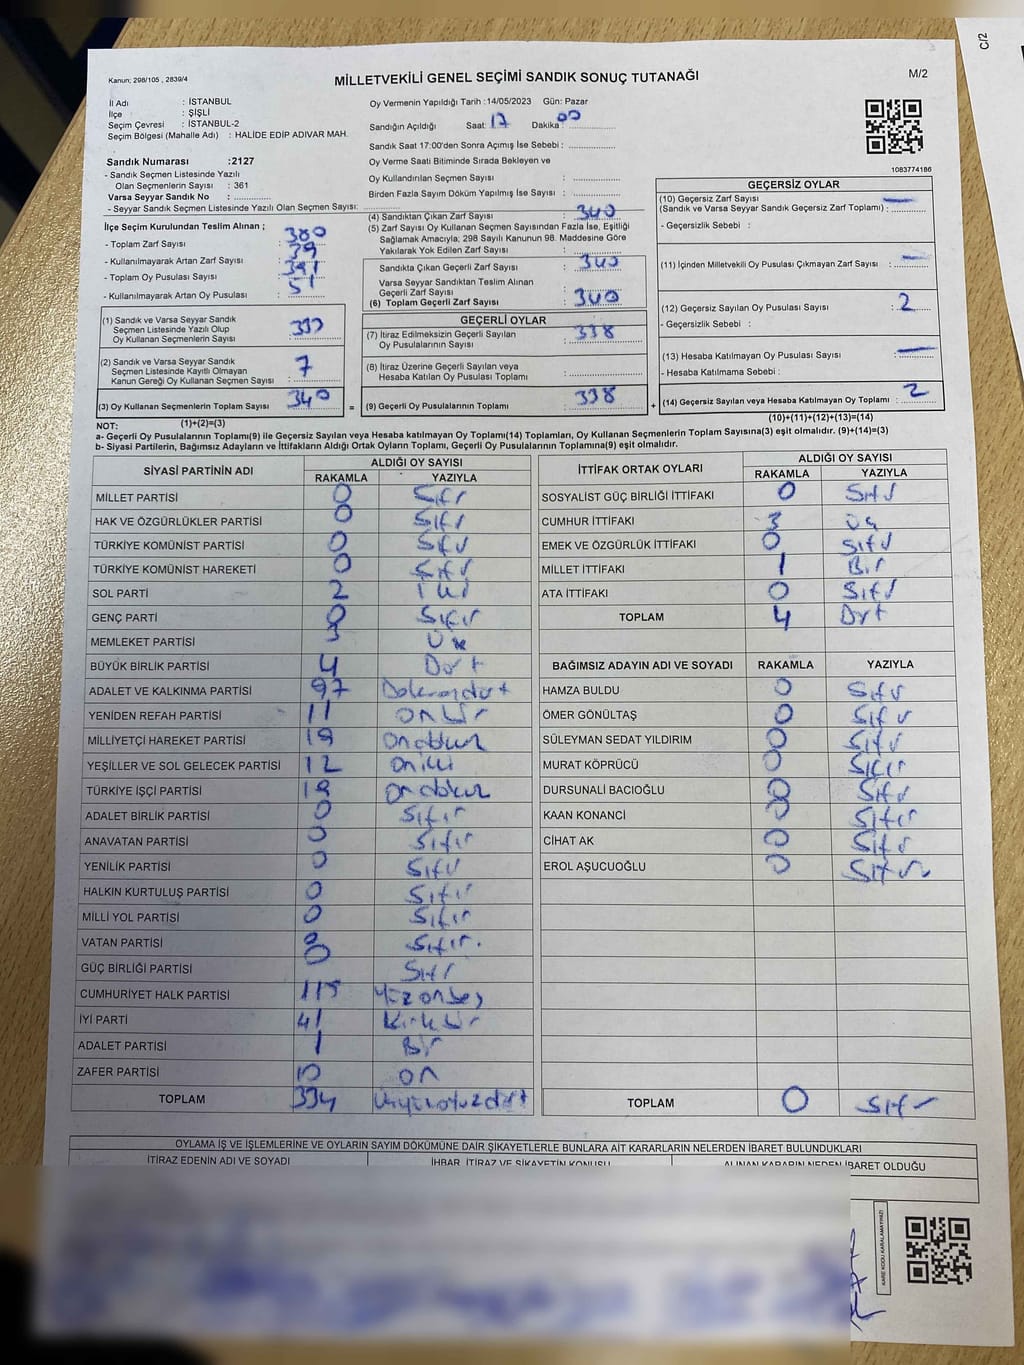 Kanun; 298/105 , 2839/4
MİLLETVEKİLİ GENEL SEÇİMİ SANDIK SONUÇ TUTANAĞI
M/2
C/2
İl Adı : İSTANBUL
İlçe : ŞİŞLİ
Seçim Çevresi : İSTANBUL-2
Seçim Bölgesi (Mahalle Adı) : HALİDE EDİP ADIVAR MAH.
Sandık Numarası :2127
- Sandık Seçmen Listesinde Yazılı
Olan Seçmenlerin Sayısı : 361
Varsa Seyyar Sandık No :
- Seyyar Sandık Seçmen Listesinde Yazılı Olan Seçmen Sayısı:
Oy Vermenin Yapıldığı Tarih :14/05/2023 Gün: Pazar
Sandığın Açıldığı Saat: 17 Dakika : 00
Sandık Saat 17:00'den Sonra Açımış İse Sebebi :
Oy Verme Saati Bitiminde Sırada Bekleyen ve
Oy Kullandırılan Seçmen Sayısı :
Birden Fazla Sayım Döküm Yapılmış İse Sayısı :
1083774186
İlçe Seçim Kurulundan Teslim Alınan ;
- Toplam Zarf Sayısı : 380
- Kullanılmayarak Artan Zarf Sayısı : 39
- Toplam Oy Pusulası Sayısı : 391
- Kullanılmayarak Artan Oy Pusulası : 51
(1) Sandık ve Varsa Seyyar Sandık
Seçmen Listesinde Yazılı Olup
Oy Kullanan Seçmenlerin Sayısı : 333
(2) Sandık ve Varsa Seyyar Sandık
Seçmen Listesinde Kayıtlı Olmayan
Kanun Gereği Oy Kullanan Seçmen Sayısı : 7
(3) Oy Kullanan Seçmenlerin Toplam Sayısı : 340
(1)+(2)=(3)
(4) Sandıktan Çıkan Zarf Sayısı : 340
(5) Zarf Sayısı Oy Kullanan Seçmen Sayısından Fazla İse, Eşitliği
Sağlamak Amacıyla; 298 Sayılı Kanunun 98. Maddesine Göre
Yakılarak Yok Edilen Zarf Sayısı :
Sandıkta Çıkan Geçerli Zarf Sayısı : 340
Varsa Seyyar Sandıktan Teslim Alınan
Geçerli Zarf Sayısı :
(6) Toplam Geçerli Zarf Sayısı : 340
GEÇERLİ OYLAR
(7) İtiraz Edilmeksizin Geçerli Sayılan
Oy Pusulalarının Sayısı : 338
(8) İtiraz Üzerine Geçerli Sayılan veya
Hesaba Katılan Oy Pusulası Toplamı :
= (9) Geçerli Oy Pusulalarının Toplamı : 338 +
GEÇERSİZ OYLAR
(10) Geçersiz Zarf Sayısı —
(Sandık ve Varsa Seyyar Sandık Geçersiz Zarf Toplamı) :
- Geçersizlik Sebebi :
(11) İçinden Milletvekili Oy Pusulası Çıkmayan Zarf Sayısı : —
(12) Geçersiz Sayılan Oy Pusulası Sayısı : 2
- Geçersizlik Sebebi :
(13) Hesaba Katılmayan Oy Pusulası Sayısı : —
- Hesaba Katılmama Sebebi :
(14) Geçersiz Sayılan veya Hesaba Katılmayan Oy Toplamı : 2
(10)+(11)+(12)+(13)=(14)
NOT:
a- Geçerli Oy Pusulalarının Toplamı(9) ile Geçersiz Sayılan veya Hesaba katılmayan Oy Toplamı(14) Toplamları, Oy Kullanan Seçmenlerin Toplam Sayısına(3) eşit olmalıdır. (9)+(14)=(3)
b- Siyasi Partilerin, Bağımsız Adayların ve İttifakların Aldığı Ortak Oyların Toplamı, Geçerli Oy Pusulalarının Toplamına(9) eşit olmalıdır.
SİYASİ PARTİNİN ADI ALDIĞI OY SAYISI
RAKAMLA YAZIYLA
MİLLET PARTİSİ 0 Sıfır
HAK VE ÖZGÜRLÜKLER PARTİSİ 0 Sıfır
TÜRKİYE KOMÜNİST PARTİSİ 0 Sıfır
TÜRKİYE KOMÜNİST HAREKETİ 0 Sıfır
SOL PARTİ 2 İki
GENÇ PARTİ 0 Sıfır
MEMLEKET PARTİSİ 3 Üç
BÜYÜK BİRLİK PARTİSİ 4 Dört
ADALET VE KALKINMA PARTİSİ 97
YENİDEN REFAH PARTİSİ 11 onbir
MİLLİYETÇİ HAREKET PARTİSİ 19 ondokuz
YEŞİLLER VE SOL GELECEK PARTİSİ 12 oniki
TÜRKİYE İŞÇİ PARTİSİ 19 ondokuz
ADALET BİRLİK PARTİSİ 0 Sıfır
ANAVATAN PARTİSİ 0 Sıfır
YENİLİK PARTİSİ 0 Sıfır
HALKIN KURTULUŞ PARTİSİ 0 Sıfır
MİLLİ YOL PARTİSİ 0 Sıfır
VATAN PARTİSİ 0 Sıfır.
GÜÇ BİRLİĞİ PARTİSİ 0 Sıfır
CUMHURİYET HALK PARTİSİ 115 Yüzonbeş
İYİ PARTİ 41 Kırkbir
ADALET PARTİSİ 1 Bir
ZAFER PARTİSİ 10 on
TOPLAM 334 Üçyüzotuzdört
İTTİFAK ORTAK OYLARI ALDIĞI OY SAYISI
RAKAMLA YAZIYLA
SOSYALİST GÜÇ BİRLİĞİ İTTİFAKI 0 Sıfır
CUMHUR İTTİFAKI 3 üç
EMEK VE ÖZGÜRLÜK İTTİFAKI 0 Sıfır
MİLLET İTTİFAKI 1 Bir
ATA İTTİFAKI 0 Sıfır
TOPLAM 4 Dört
BAĞIMSIZ ADAYIN ADI VE SOYADI RAKAMLA YAZIYLA
HAMZA BULDU 0 Sıfır
ÖMER GÖNÜLTAŞ 0 Sıfır
SÜLEYMAN SEDAT YILDIRIM 0 Sıfır
MURAT KÖPRÜCÜ 0 Sıfır
DURSUNALİ BACIOĞLU 0 Sıfır
KAAN KONANCİ 0 Sıfır
CİHAT AK 0 Sıfır
EROL AŞUCUOĞLU 0 Sıfır
TOPLAM 0 Sıfır
OYLAMA İŞ VE İŞLEMLERİNE VE OYLARIN SAYIM DÖKÜMÜNE DAİR ŞİKAYETLERLE BUNLARA AİT KARARLARIN NELERDEN İBARET BULUNDUKLARI
İTİRAZ EDENİN ADI VE SOYADI İHBAR, İTİRAZ VE ŞİKAYETİN KONUSU ALINAN KARARIN NEDEN İBARET OLDUĞU
KARE KODU KARALAMAYINIZ!